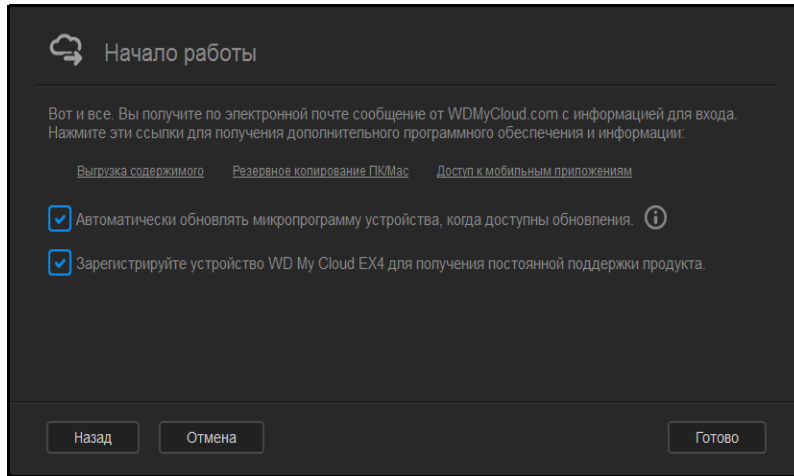 Начало работы
Вот и все. Вы получите по электронной почте сообщение от WDMyCloud.com с информацией для входа.
Нажмите эти ссылки для получения дополнительного программного обеспечения и информации:
Выгрузка содержимого Резервное копирование ПК/Mac Доступ к мобильным приложениям
Автоматически обновлять микропрограмму устройства, когда доступны обновления.
Зарегистрируйте устройство WD My Cloud EX4 для получения постоянной поддержки продукта.
Назад Отмена Готово